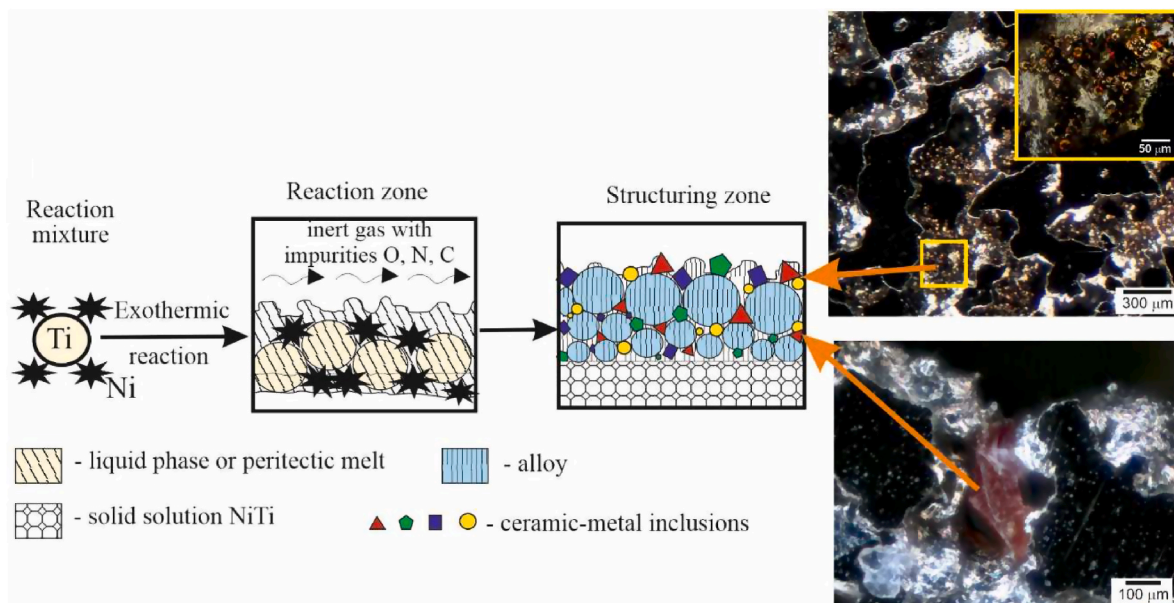 Reaction
mixture
Ti
Ni
Exothermic
reaction
Reaction zone
inert gas with
impurities O, N, C
Structuring zone
- liquid phase or peritectic melt
- alloy
- solid solution NiTi
- ceramic-metal inclusions
50 μm
300 μm
100 μm